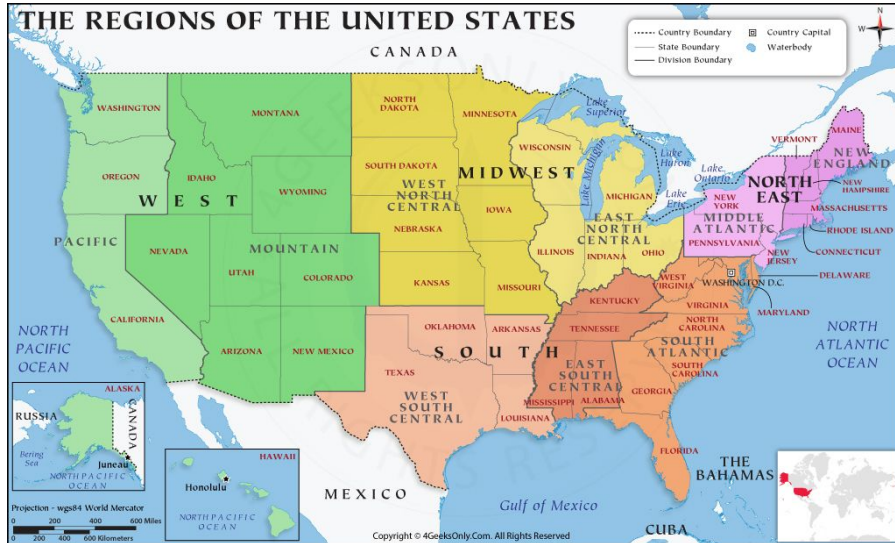 THE REGIONS OF THE UNITED STATES
Country Boundary
State Boundary
Division Boundary
Country Capital
Waterbody
N
W
E
S
CANADA
WASHINGTON
MONTANA
NORTH
DAKOTA
MINNESOTA
Lake
Superior
VERMONT
MAINE
NEW
ENGLAND
OREGON
IDAHO
SOUTH DAKOTA
WISCONSIN
Lake Michigan
Lake
Huron
Lake
Ontario
NEW
HAMPSHIRE
WEST
WYOMING
WEST
NORTH
CENTRAL
MIDWEST
MICHIGAN
Lake
Erie
NEW
YORK
NORTH
EAST
MASSACHUSETTS
RHODE ISLAND
PACIFIC
NEVADA
MOUNTAIN
NEBRASKA
IOWA
EAST
NORTH
CENTRAL
MIDDLE
ATLANTIC
PENNSYLVANIA
CONNECTICUT
UTAH
COLORADO
KANSAS
MISSOURI
ILLINOIS
INDIANA
OHIO
WEST
VIRGINIA
WASHINGTON D.C.
NEW
JERSEY
DELAWARE
CALIFORNIA
KENTUCKY
VIRGINIA
MARYLAND
NORTH
PACIFIC
OCEAN
ARIZONA
NEW MEXICO
OKLAHOMA
ARKANSAS
TENNESSEE
NORTH
CAROLINA
NORTH
ATLANTIC
OCEAN
SOUTH
TEXAS
WEST
SOUTH
CENTRAL
EAST
SOUTH
CENTRAL
SOUTH
ATLANTIC
SOUTH
CAROLINA
MISSISSIPPI
ALABAMA
GEORGIA
LOUISIANA
FLORIDA
ALASKA
RUSSIA
CANADA
Bering
Sea
Juneau
NORTH PACIFIC
OCEAN
HAWAII
Honolulu
NORTH PACIFIC
OCEAN
MEXICO
Gulf of Mexico
THE
BAHAMAS
CUBA
Projection - wgs84 World Mercator
0 200 400 600 Miles
0 200 400 600 Kilometers
Copyright © 4GeeksOnly.Com. All Rights Reserved